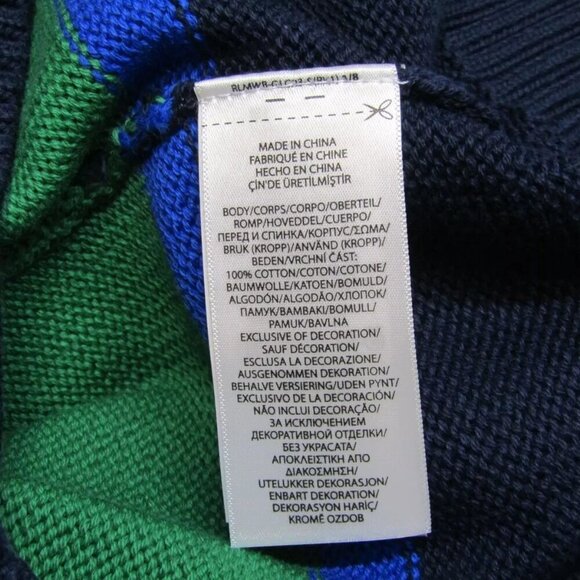 MADE IN CHINA
FABRIQUÉ EN CHINE
HECHO EN CHINA
ÇİN'DE ÜRETİLMİŞTİR
BODY/CORPS/CORPO/OBERTEIL/
ROMP/HOVEDDEL/CUERPO/
ПЕРЕД И СПИНКА/КОРПУС/ΣΩΜΑ/
BRUK (KROPP)/ANVÄND (KROPP)/
BEDEN/VRCHNÍ ČÁST:
100% COTTON/COTON/COTONE/
BAUMWOLLE/KATOEN/BOMULD/
ALGODÓN/ALGODÃO/ХЛОПОК/
ПАМУК/ΒΑΜΒΑΚΙ/BOMULL/
PAMUK/BAVLNA
EXCLUSIVE OF DECORATION/
SAUF DÉCORATION/
ESCLUSA LA DECORAZIONE/
AUSGENOMMEN DEKORATION/
BEHALVE VERSIERING/UDEN PYNT/
EXCLUSIVO DE LA DECORACIÓN/
NÃO INCLUI DECORAÇÃO/
ЗА ИСКЛЮЧЕНИЕМ
ДЕКОРАТИВНОЙ ОТДЕЛКИ/
БЕЗ УКРАСАТА/
ΑΠΟΚΛΕΙΣΤΙΚΗ ΑΠΟ
ΔΙΑΚΟΣΜΗΣΗ/
UTELUKKER DEKORASJON/
ENBART DEKORATION/
DEKORASYON HARİÇ/
KROMĚ OZDOB